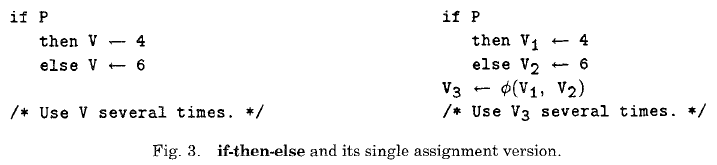 if P
then V ← 4
else V ← 6
/* Use V several times. */
if P
then V₁ ← 4
else V₂ ← 6
V₃ ← φ(V₁, V₂)
/* Use V₃ several times. */
Fig. 3. if-then-else and its single assignment version.